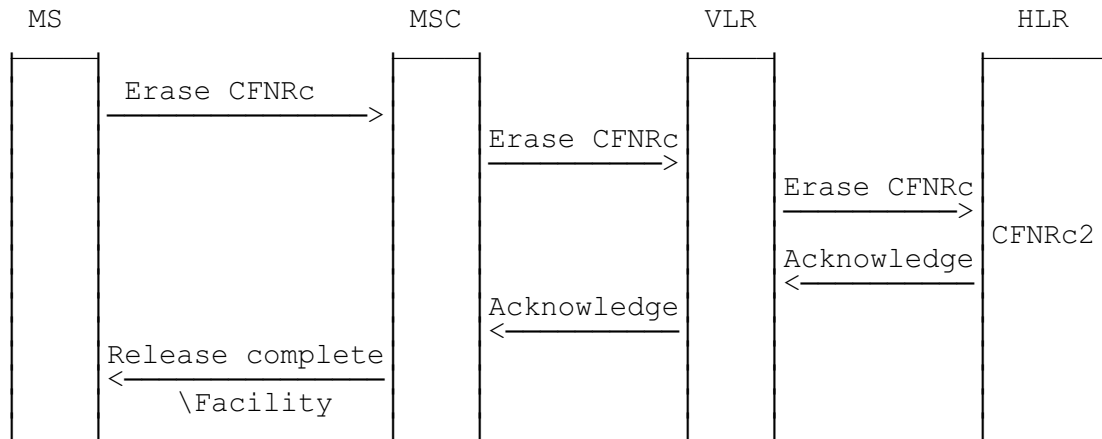 MS MSC VLR HLR
Erase CFNRc
Erase CFNRc
Erase CFNRc
CFNRc2
Acknowledge
Acknowledge
Release complete
\Facility